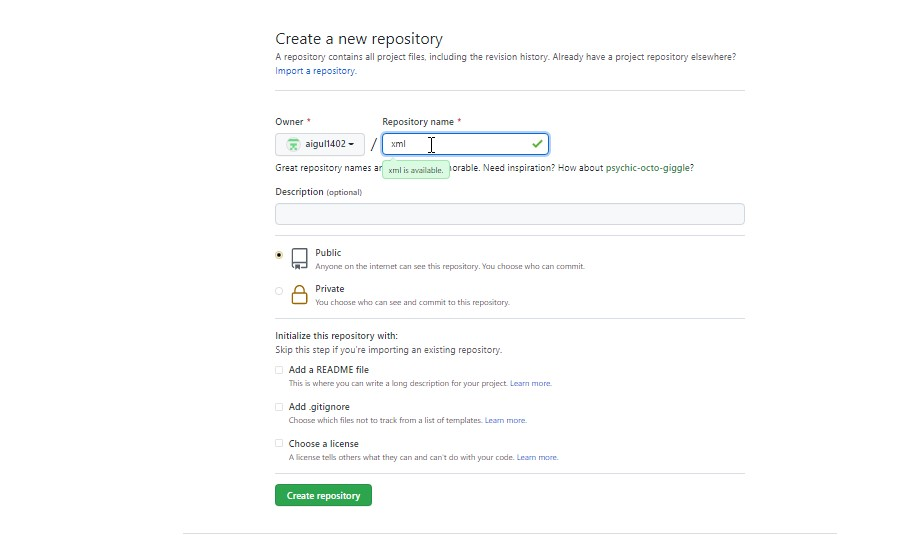 Create a new repository
A repository contains all project files, including the revision history. Already have a project repository elsewhere?
Import a repository.
Owner * Repository name *
aigul1402 / xml
Great repository names ar orable. Need inspiration? How about psychic-octo-giggle?
xml is available.
Description (optional)
Public
Anyone on the internet can see this repository. You choose who can commit.
Private
You choose who can see and commit to this repository.
Initialize this repository with:
Skip this step if you're importing an existing repository.
Add a README file
This is where you can write a long description for your project. Learn more.
Add .gitignore
Choose which files not to track from a list of templates. Learn more.
Choose a license
A license tells others what they can and can't do with your code. Learn more.
Create repository